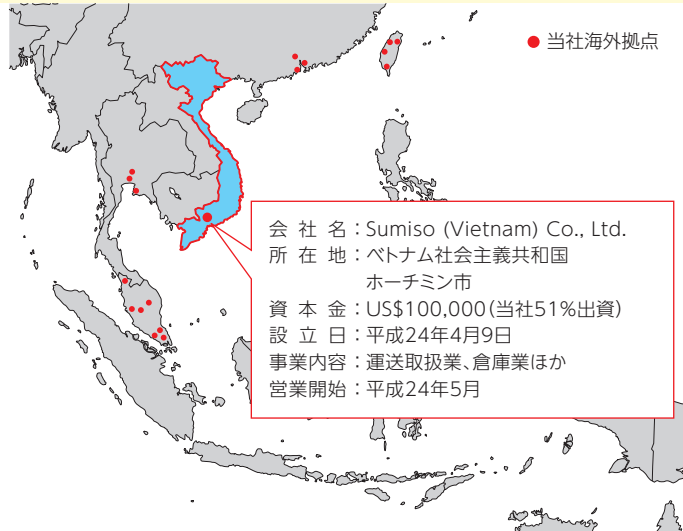 ● 当社海外拠点
会社名：Sumiso (Vietnam) Co., Ltd.
所在地：ベトナム社会主義共和国
ホーチミン市
資本金：US$100,000(当社51%出資)
設立日：平成24年4月9日
事業内容：運送取扱業、倉庫業ほか
営業開始：平成24年5月